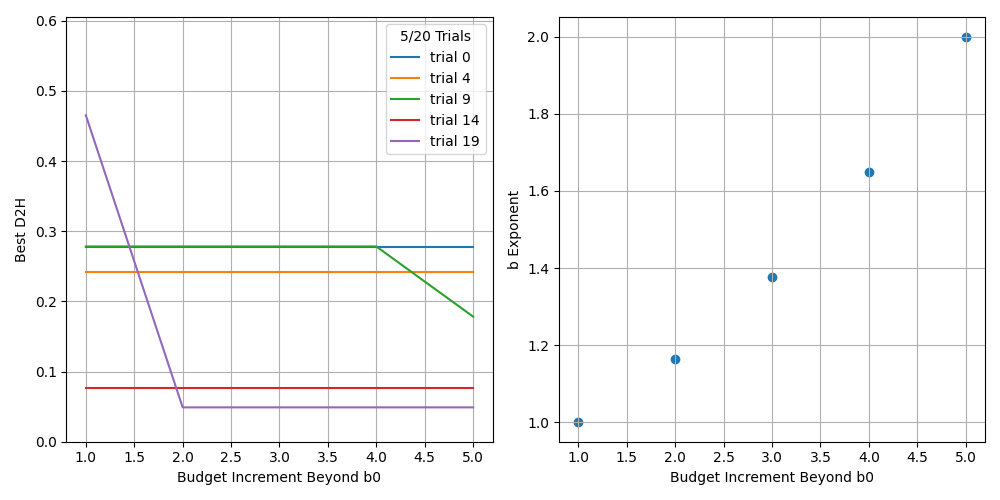 5/20 Trials
trial 0
trial 4
trial 9
trial 14
trial 19
Best D2H
0.6
0.5
0.4
0.3
0.2
0.1
0.0
1.0 1.5 2.0 2.5 3.0 3.5 4.0 4.5 5.0
Budget Increment Beyond b0
b Exponent
2.0
1.8
1.6
1.4
1.2
1.0
1.0 1.5 2.0 2.5 3.0 3.5 4.0 4.5 5.0
Budget Increment Beyond b0